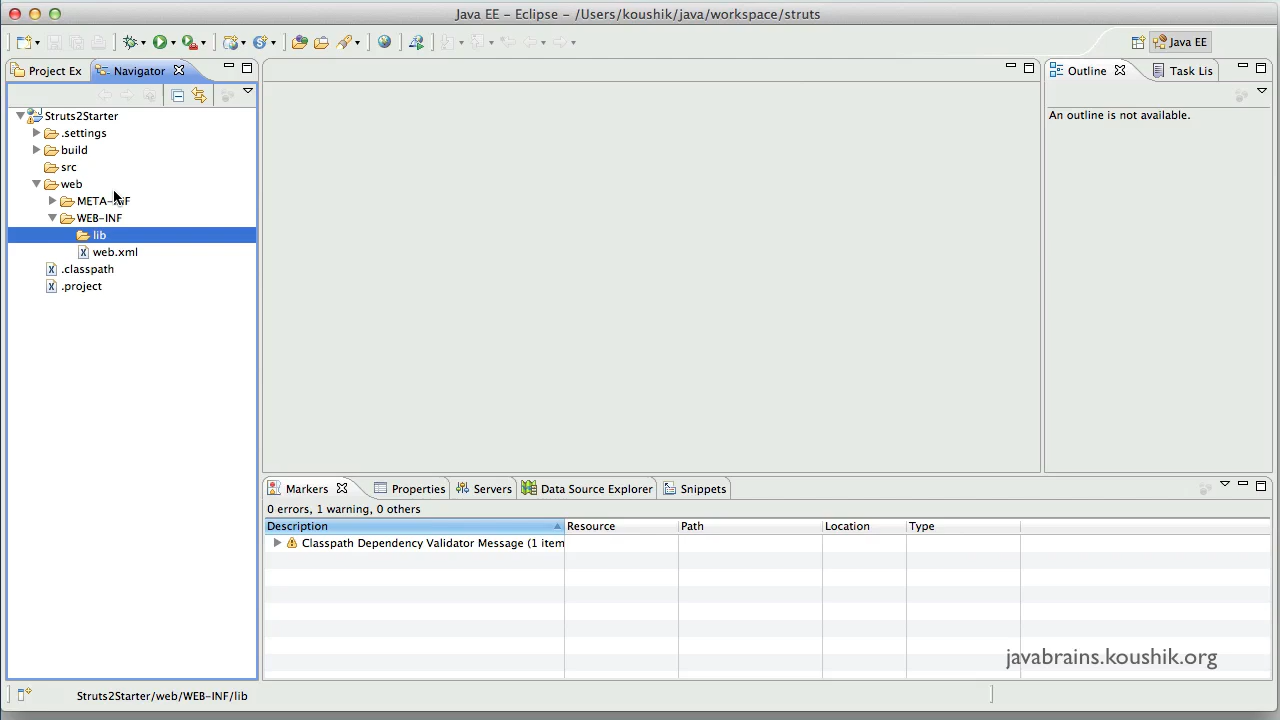 Java EE - Eclipse - /Users/koushik/java/workspace/struts
Java EE
Project Ex
Navigator
Outline
Task Lis
Struts2Starter
.settings
build
src
web
META-INF
WEB-INF
lib
web.xml
.classpath
.project
An outline is not available.
Markers
Properties
Servers
Data Source Explorer
Snippets
0 errors, 1 warning, 0 others
Description
Resource
Path
Location
Type
Classpath Dependency Validator Message (1 item
javabrains.koushik.org
Struts2Starter/web/WEB-INF/lib